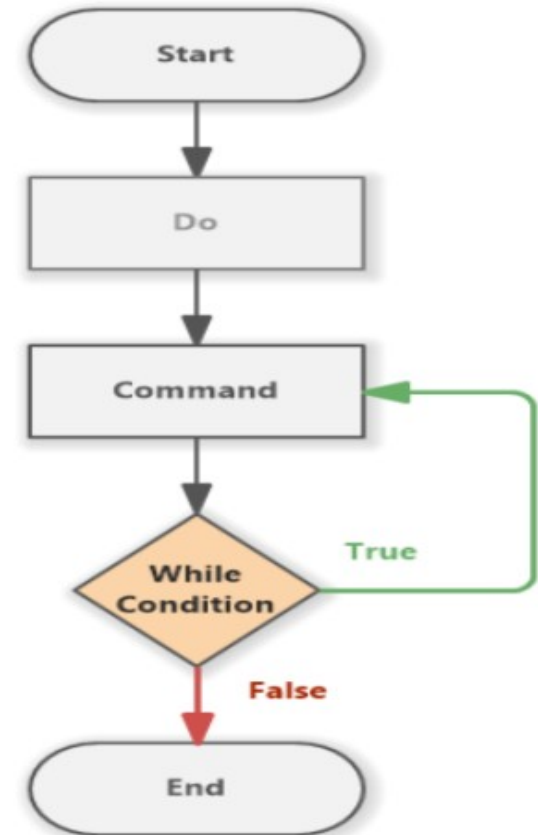 Start
Do
Command
While
Condition
True
False
End